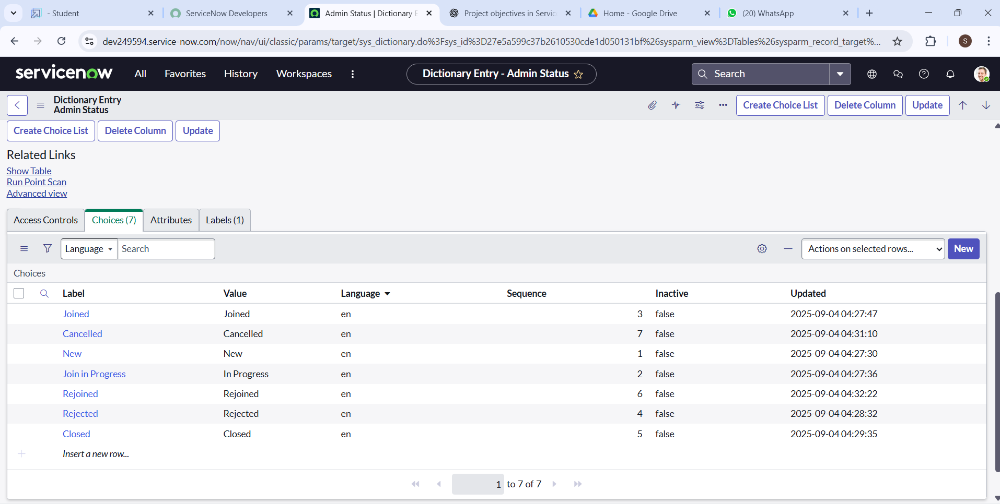 - Student
ServiceNow Developers
Admin Status | Dictionary E
Project objectives in Servic
Home - Google Drive
(20) WhatsApp
dev249594.service-now.com/now/nav/ui/classic/params/target/sys_dictionary.do%3Fsys_id%3D27e5a599c37b2610530cde1d050131bf%26sysparm_view%3DTables%26sysparm_record_target%...
S
servicenow
All
Favorites
History
Workspaces
Dictionary Entry - Admin Status
Search
Dictionary Entry
Admin Status
Create Choice List
Delete Column
Update
Create Choice List
Delete Column
Update
Related Links
Show Table
Run Point Scan
Advanced view
Access Controls
Choices (7)
Attributes
Labels (1)
Language
Search
Actions on selected rows...
New
Choices
Label Value Language Sequence Inactive Updated
Joined Joined en 3 false 2025-09-04 04:27:47
Cancelled Cancelled en 7 false 2025-09-04 04:31:10
New New en 1 false 2025-09-04 04:27:30
Join in Progress In Progress en 2 false 2025-09-04 04:27:36
Rejoined Rejoined en 6 false 2025-09-04 04:32:22
Rejected Rejected en 4 false 2025-09-04 04:28:32
Closed Closed en 5 false 2025-09-04 04:29:35
Insert a new row...
1 to 7 of 7